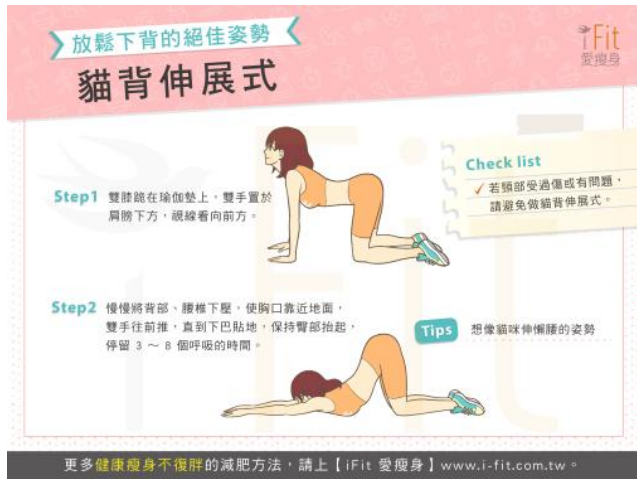 放鬆下背的絕佳姿勢
貓背伸展式
iFit
愛瘦身
Check list
若頸部受過傷或有問題，
請避免做貓背伸展式。
Step1 雙膝跪在瑜伽墊上，雙手置於
肩膀下方，視線看向前方。
Step2 慢慢將背部、腰椎下壓，使胸口靠近地面，
雙手往前推，直到下巴貼地，保持臀部抬起，
停留 3 ～ 8 個呼吸的時間。
Tips 想像貓咪伸懶腰的姿勢
更多健康瘦身不復胖的減肥方法，請上【iFit 愛瘦身】www.i-fit.com.tw。